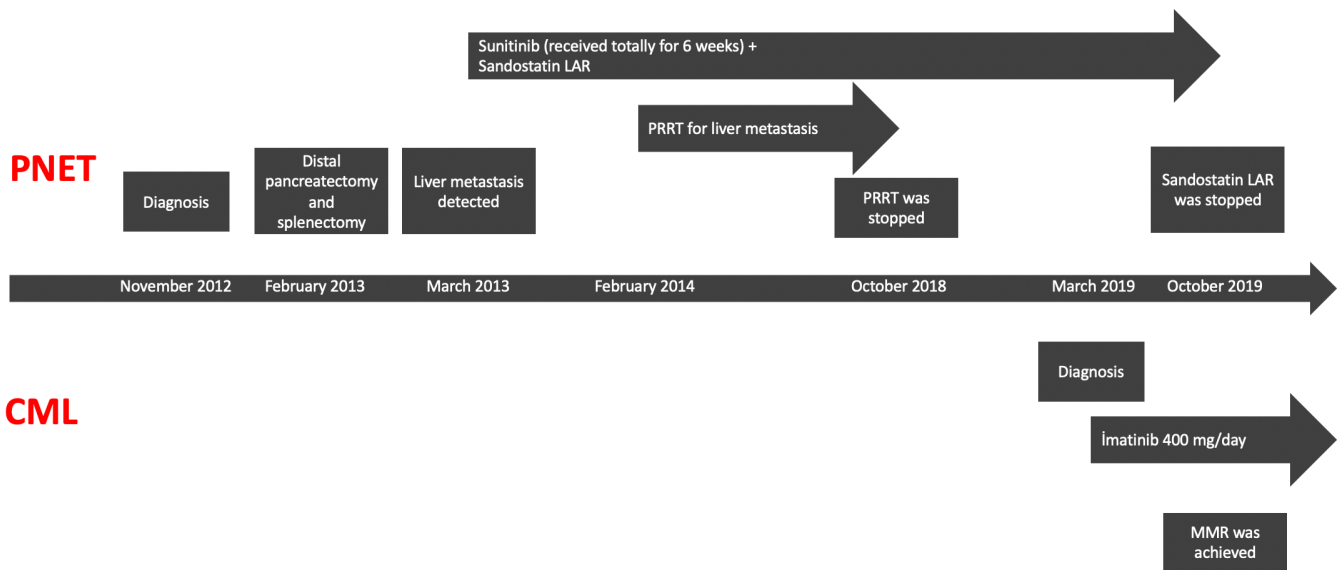 Sunitinib (received totally for 6 weeks) +
Sandostatin LAR
PRRT for liver metastasis
PNET
Diagnosis
Distal
pancreatectomy
and
splenectomy
Liver metastasis
detected
PRRT was
stopped
Sandostatin LAR
was stopped
November 2012
February 2013
March 2013
February 2014
October 2018
March 2019
October 2019
CML
Diagnosis
İmatinib 400 mg/day
MMR was
achieved